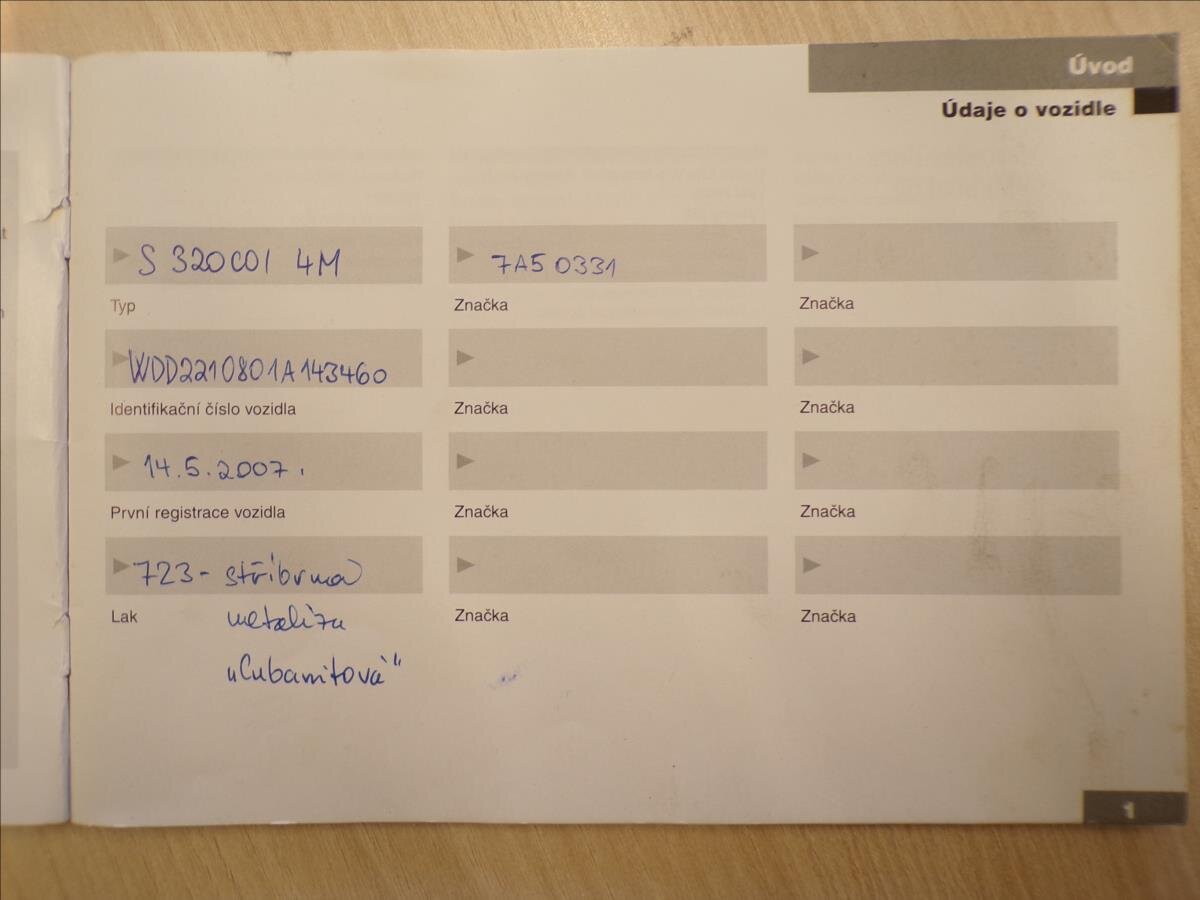 Úvod
Údaje o vozidle
S 320CDI 4M
Typ
WDD2210801A143460
Identifikační číslo vozidla
14.5.2007.
První registrace vozidla
723- stříbrná
Lak
metalíza
"Cubanitová"
7A5 0331
Značka
Značka
Značka
Značka
Značka
Značka
Značka
Značka
1